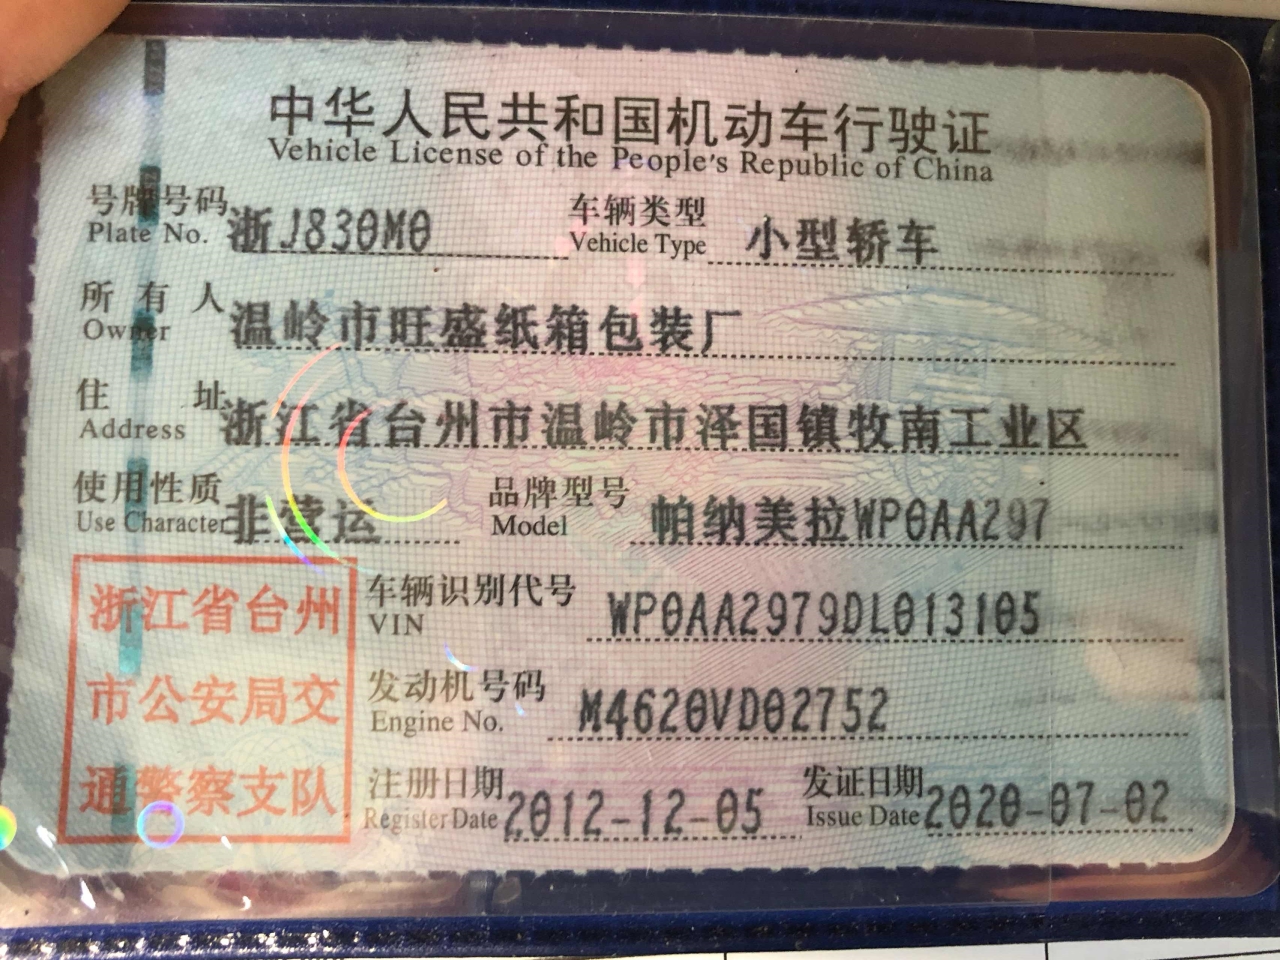 中华人民共和国机动车行驶证
Vehicle License of the People's Republic of China
号牌号码 浙J830M0 车辆类型 小型轿车
Plate No. Vehicle Type
所有人 温岭市旺盛纸箱包装厂
Owner
住址 浙江省台州市温岭市泽国镇牧南工业区
Address
使用性质 非营运 品牌型号 帕纳美拉WP0AA297
Use Character Model
浙江省台州 车辆识别代号 WP0AA2979DL013105
VIN
市公安局交 发动机号码 M4620VD02752
Engine No.
通警察支队 注册日期 2012-12-05 发证日期 2020-07-02
Register Date Issue Date